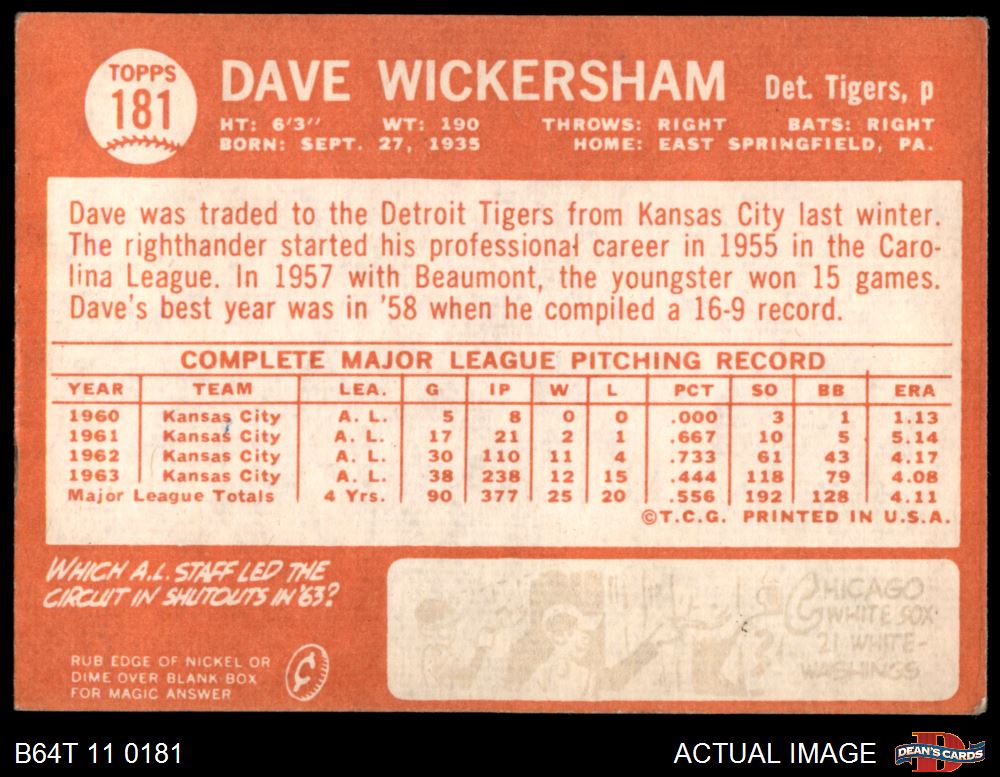 TOPPS
181
DAVE WICKERSHAM
Det. Tigers, p
HT: 6'3" WT: 190 THROWS: RIGHT BATS: RIGHT
BORN: SEPT. 27, 1935 HOME: EAST SPRINGFIELD, PA.
Dave was traded to the Detroit Tigers from Kansas City last winter.
The righthander started his professional career in 1955 in the Caro-
lina League. In 1957 with Beaumont, the youngster won 15 games.
Dave's best year was in '58 when he compiled a 16-9 record.
COMPLETE MAJOR LEAGUE PITCHING RECORD
YEAR TEAM LEA. G IP W L PCT SO BB ERA
1960 Kansas City A. L. 5 8 0 0 .000 3 1 1.13
1961 Kansas City A. L. 17 21 2 1 .667 10 5 5.14
1962 Kansas City A. L. 30 110 11 4 .733 61 43 4.17
1963 Kansas City A. L. 38 238 12 15 .444 118 79 4.08
Major League Totals 4 Yrs. 90 377 25 20 .556 192 128 4.11
©T.C.G. PRINTED IN U.S.A.
WHICH A.L. STAFF LED THE
CIRCUIT IN SHUTOUTS IN '63?
RUB EDGE OF NICKEL OR
DIME OVER BLANK BOX
FOR MAGIC ANSWER
CHICAGO
WHITE SOX
21 WHITE-
WASHINGS
B64T 11 0181
ACTUAL IMAGE
DEAN'S CARDS